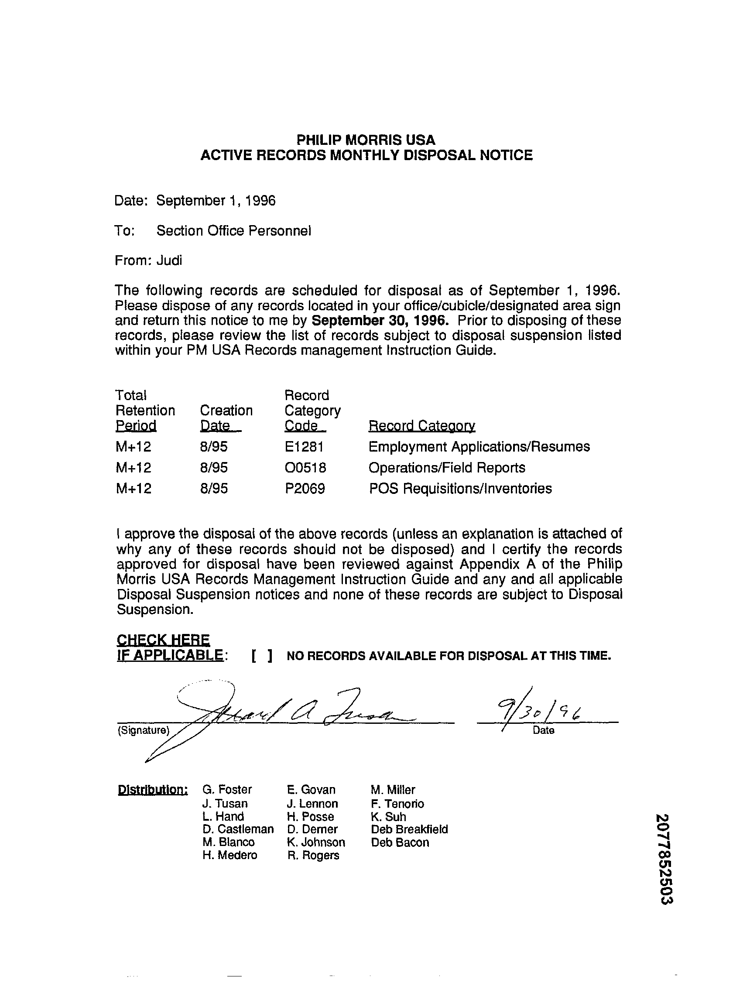 PHILIP MORRIS USA
ACTIVE RECORDS MONTHLY DISPOSAL NOTICE
Date: September 1, 1996
To: Section Office Personnel
From: Judi
The following records are scheduled for disposal as of September 1, 1996.
Please dispose of any records located in your office/cubicle/designated area sign
and return this notice to me by September 30, 1996. Prior to disposing of these
records, please review the list of records subject to disposal suspension listed
within your PM USA Records management Instruction Guide.
Total Record
Retention Creation Category
Period Date Code Record Category
M+12 8/95 E1281 Employment Applications/Resumes
M+12 8/95 O0518 Operations/Field Reports
M+12 8/95 P2069 POS Requisitions/Inventories
I approve the disposal of the above records (unless an explanation is attached of
why any of these records should not be disposed) and I certify the records
approved for disposal have been reviewed against Appendix A of the Philip
Morris USA Records Management Instruction Guide and any and all applicable
Disposal Suspension notices and none of these records are subject to Disposal
Suspension.
CHECK HERE
IF APPLICABLE: [ ] NO RECORDS AVAILABLE FOR DISPOSAL AT THIS TIME.
A 9/30/96
(Signature) Date
Distribution: G. Foster E. Govan M. Miller
J. Tusan J. Lennon F. Tenorio
L. Hand H. Posse K. Suh
D. Castleman D. Derner Deb Breakfield
M. Blanco K. Johnson Deb Bacon
H. Medero R. Rogers
2077852503